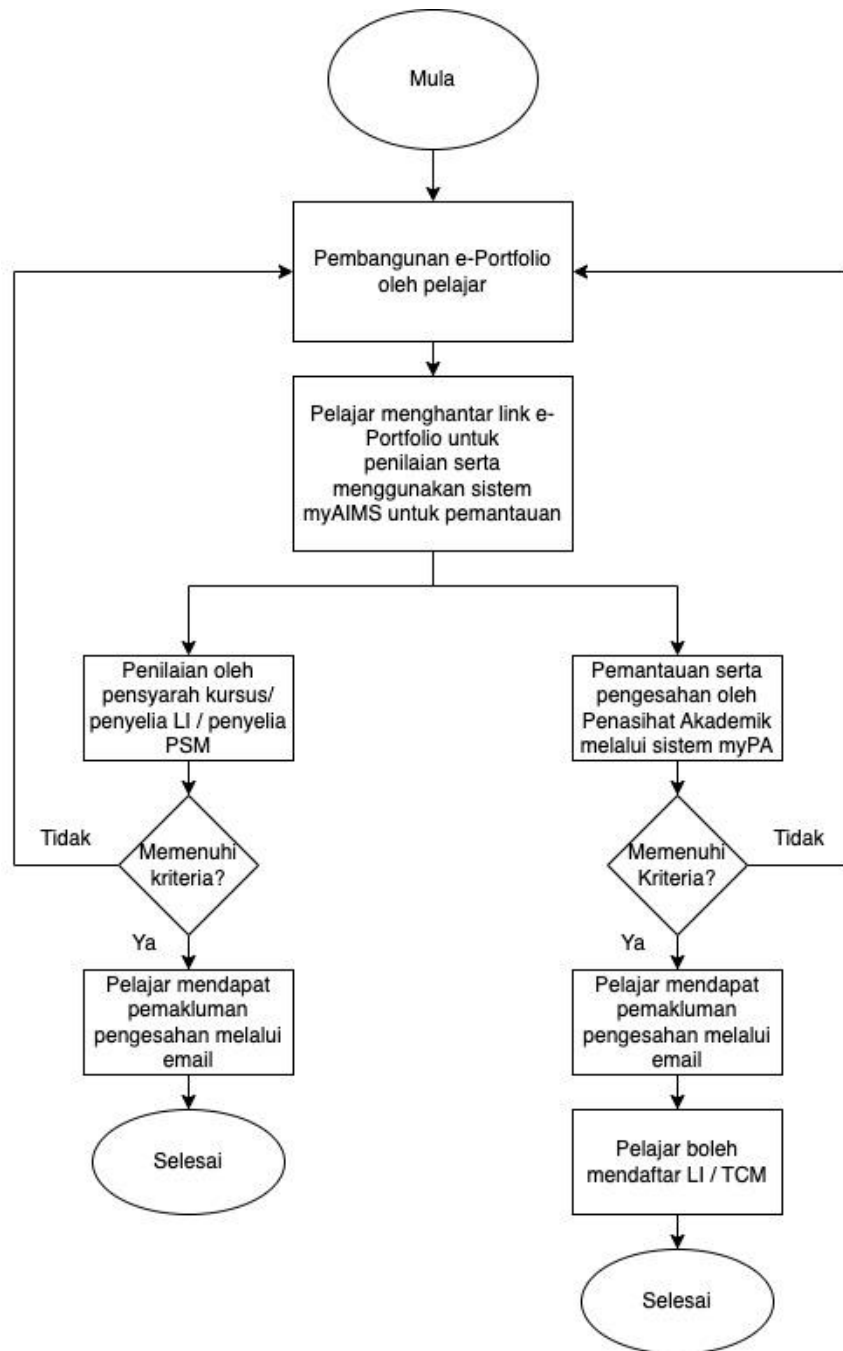 Mula
Pembangunan e-Portfolio
oleh pelajar
Pelajar menghantar link e-
Portfolio untuk
penilaian serta
menggunakan sistem
myAIMS untuk pemantauan
Penilaian oleh
pensyarah kursus/
penyelia LI / penyelia
PSM
Pemantauan serta
pengesahan oleh
Penasihat Akademik
melalui sistem myPA
Tidak
Memenuhi
kriteria?
Memenuhi
Kriteria?
Tidak
Ya
Ya
Pelajar mendapat
pemakluman
pengesahan melalui
email
Pelajar mendapat
pemakluman
pengesahan melalui
email
Selesai
Pelajar boleh
mendaftar LI / TCM
Selesai